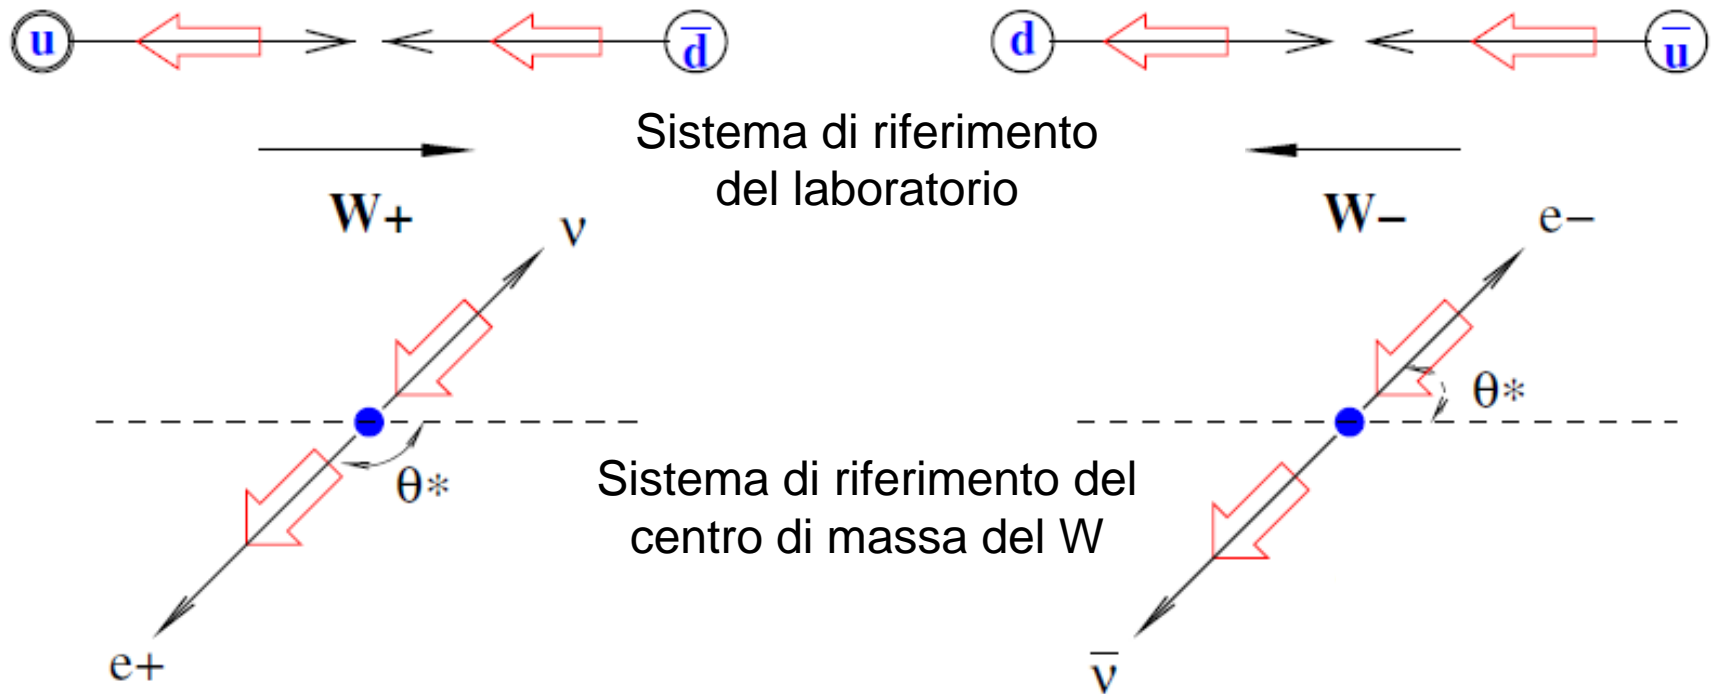 u d̅ d u̅
Sistema di riferimento
del laboratorio
W+ W−
ν e−
θ*
θ*
Sistema di riferimento del
centro di massa del W
e+ ν̅